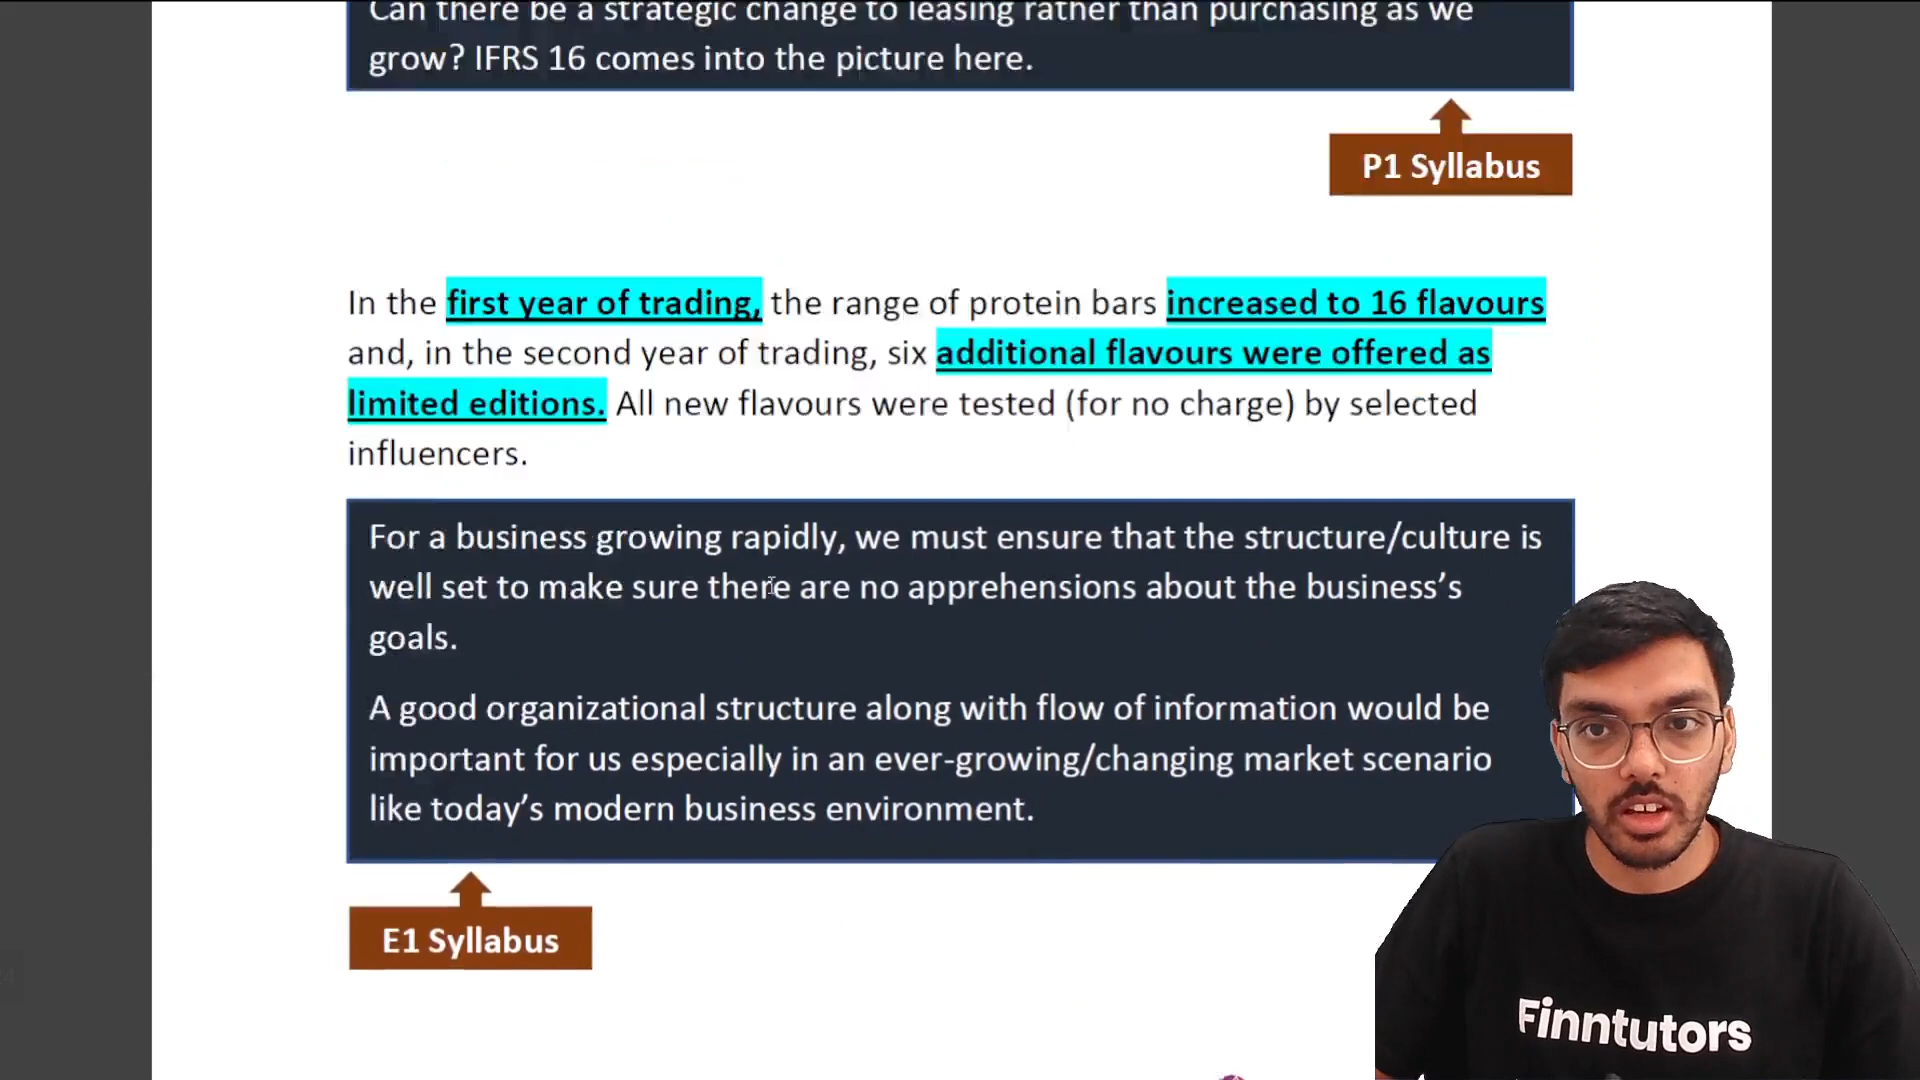 Can there be a strategic change to leasing rather than purchasing as we
grow? IFRS 16 comes into the picture here.
P1 Syllabus
In the first year of trading, the range of protein bars increased to 16 flavours
and, in the second year of trading, six additional flavours were offered as
limited editions. All new flavours were tested (for no charge) by selected
influencers.
For a business growing rapidly, we must ensure that the structure/culture is
well set to make sure there are no apprehensions about the business’s
goals.
A good organizational structure along with flow of information would be
important for us especially in an ever-growing/changing market scenario
like today’s modern business environment.
E1 Syllabus
Finntutors